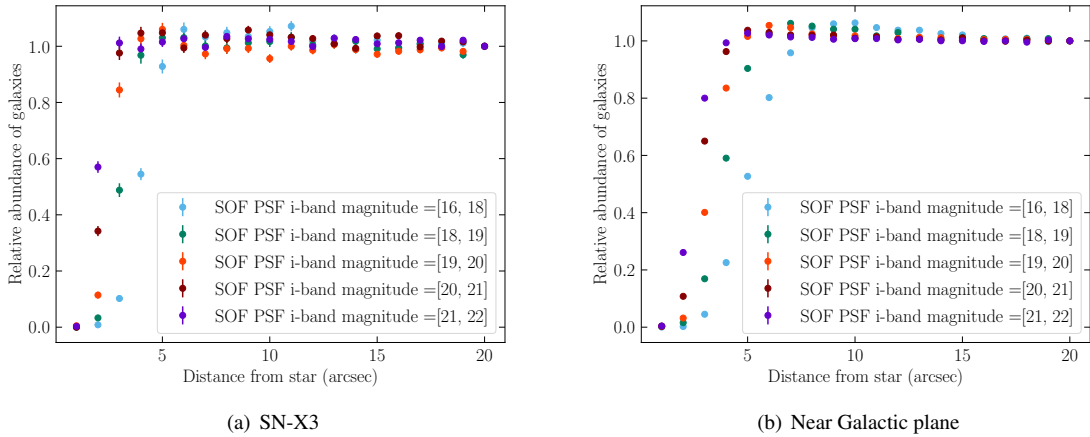 Relative abundance of galaxies
1.0
0.8
0.6
0.4
0.2
0.0
SOF PSF i-band magnitude =[16, 18]
SOF PSF i-band magnitude =[18, 19]
SOF PSF i-band magnitude =[19, 20]
SOF PSF i-band magnitude =[20, 21]
SOF PSF i-band magnitude =[21, 22]
5 10 15 20
Distance from star (arcsec)
(a) SN-X3
Relative abundance of galaxies
1.0
0.8
0.6
0.4
0.2
0.0
SOF PSF i-band magnitude =[16, 18]
SOF PSF i-band magnitude =[18, 19]
SOF PSF i-band magnitude =[19, 20]
SOF PSF i-band magnitude =[20, 21]
SOF PSF i-band magnitude =[21, 22]
5 10 15 20
Distance from star (arcsec)
(b) Near Galactic plane